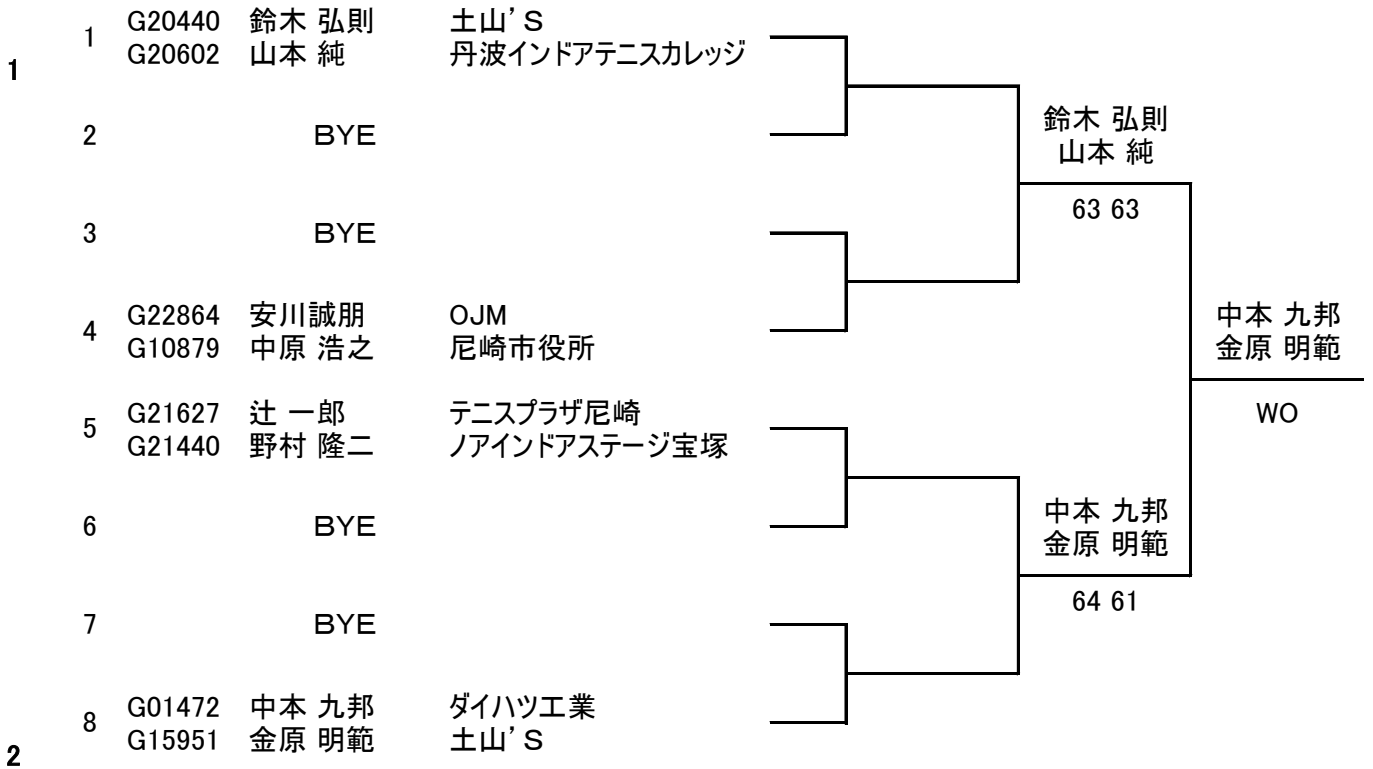 1
1 G20440 鈴木 弘則 土山’S
G20602 山本 純 丹波インドアテニスカレッジ
2 BYE
鈴木 弘則
山本 純
63 63
3 BYE
4 G22864 安川誠朋 OJM
G10879 中原 浩之 尼崎市役所
中本 九邦
金原 明範
WO
5 G21627 辻 一郎 テニスプラザ尼崎
G21440 野村 隆二 ノアインドアステージ宝塚
6 BYE
中本 九邦
金原 明範
64 61
7 BYE
8 G01472 中本 九邦 ダイハツ工業
G15951 金原 明範 土山’S
2